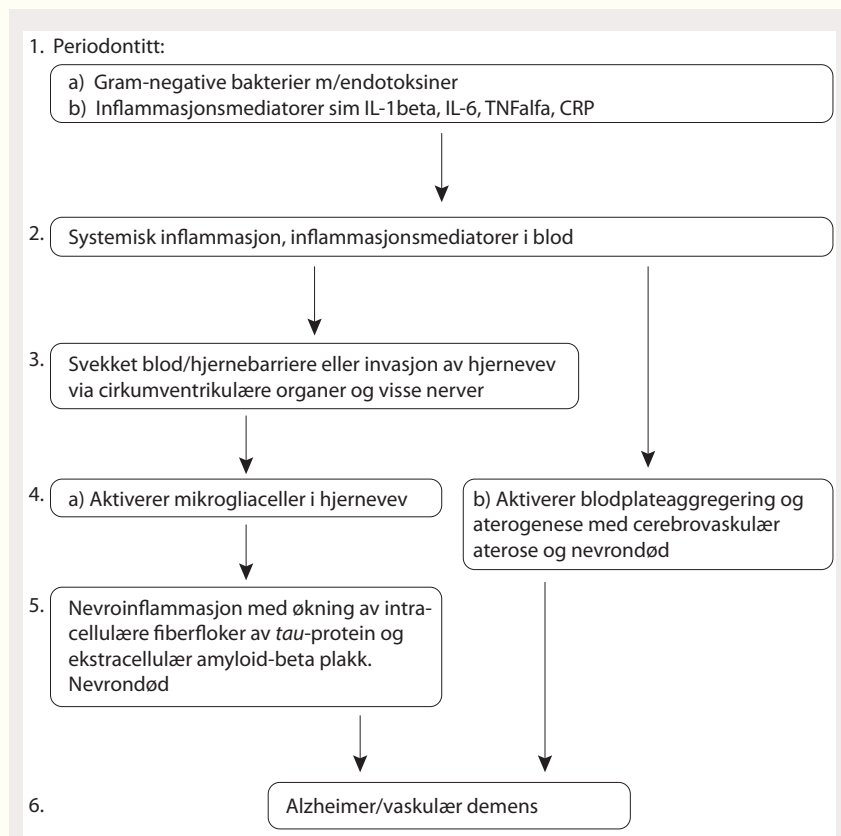 1. Periodontitt:
a) Gram-negative bakterier m/endotoksiner
b) Inflammasjonsmediatorer sim IL-1beta, IL-6, TNFalfa, CRP
2. Systemisk inflammasjon, inflammasjonsmediatorer i blod
3. Svekket blod/hjernebarriere eller invasjon av hjernevev
via cirkumventrikulære organer og visse nerver
4. a) Aktiverer mikrogliaceller i hjernevev
b) Aktiverer blodplateaggregering og
aterogenese med cerebrovaskulær
aterose og nevrondød
5. Nevroinflammasjon med økning av intra-
cellulære fiberfloker av tau-protein og
ekstracellulær amyloid-beta plakk.
Nevrondød
6. Alzheimer/vaskulær demens